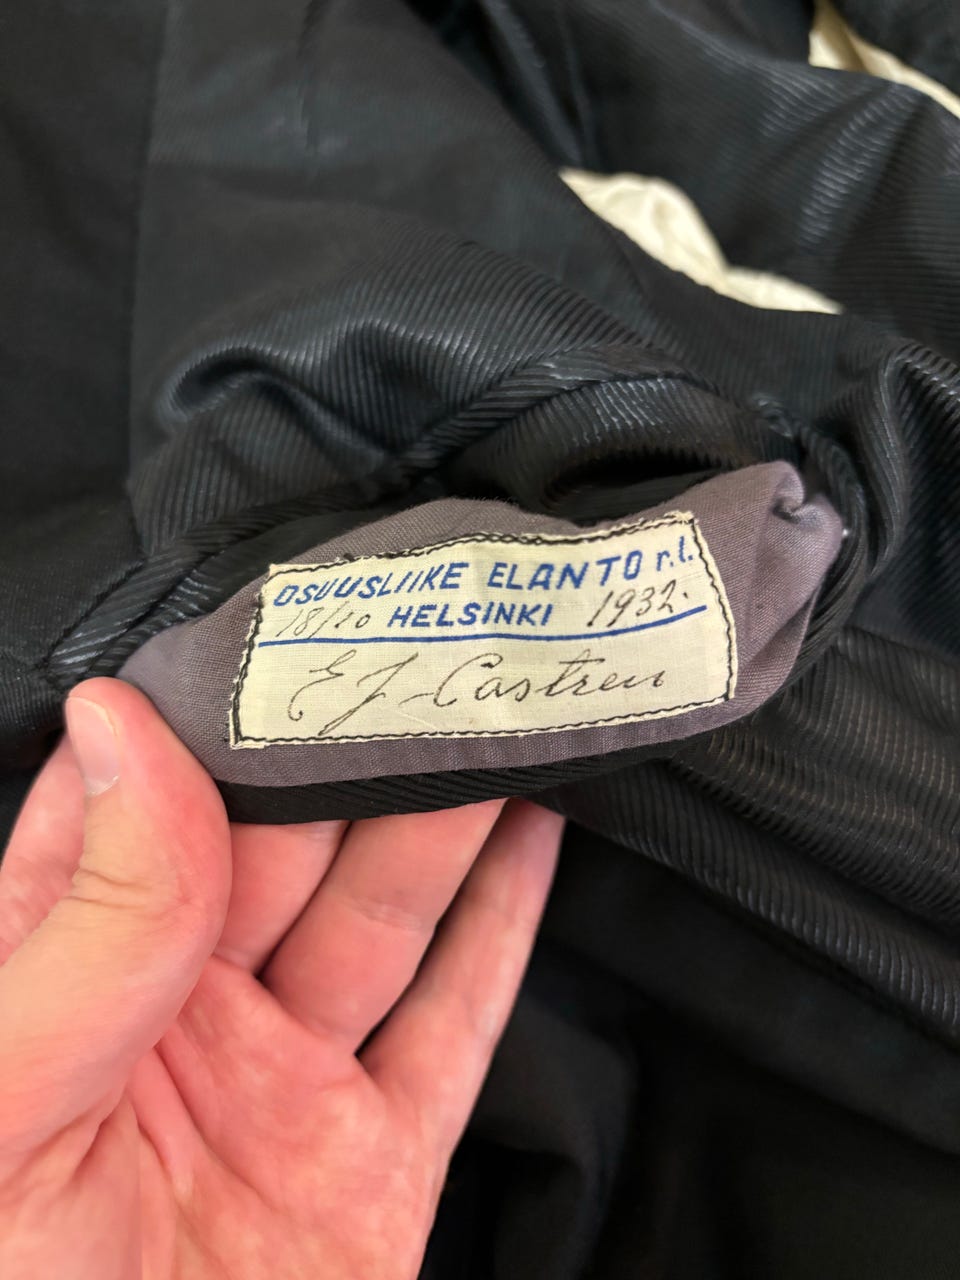 OSUUSLIIKE ELANTO r.l.
18/10 HELSINKI 1932.
E J Castren